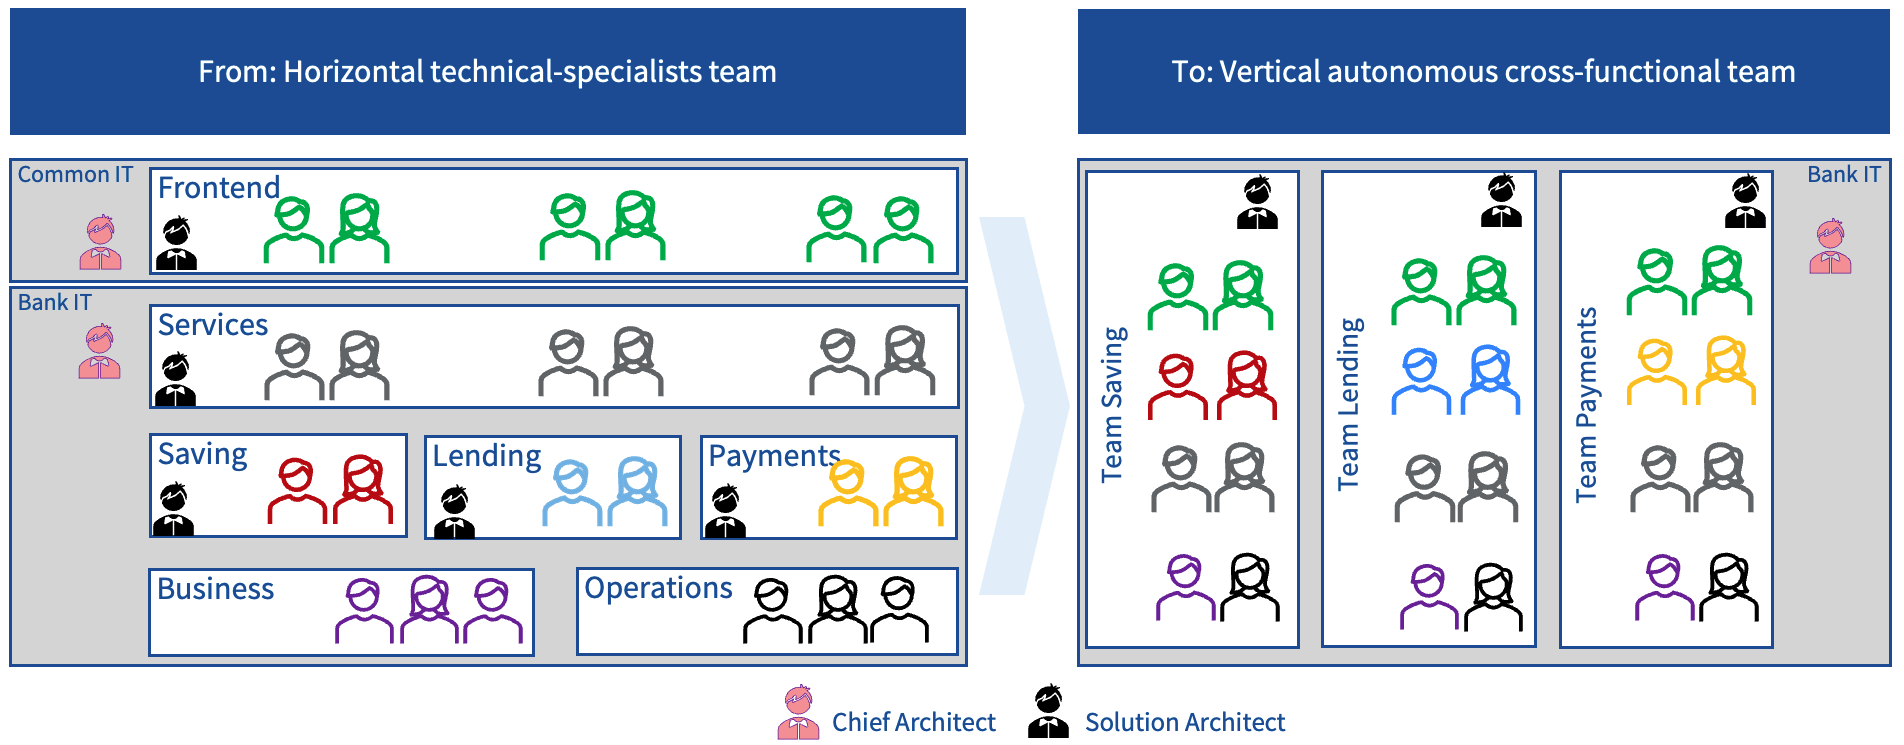 From: Horizontal technical-specialists team
To: Vertical autonomous cross-functional team
Common IT
Frontend
Bank IT
Services
Saving
Lending
Payments
Business
Operations
Team Saving
Team Lending
Team Payments
Bank IT
Chief Architect
Solution Architect